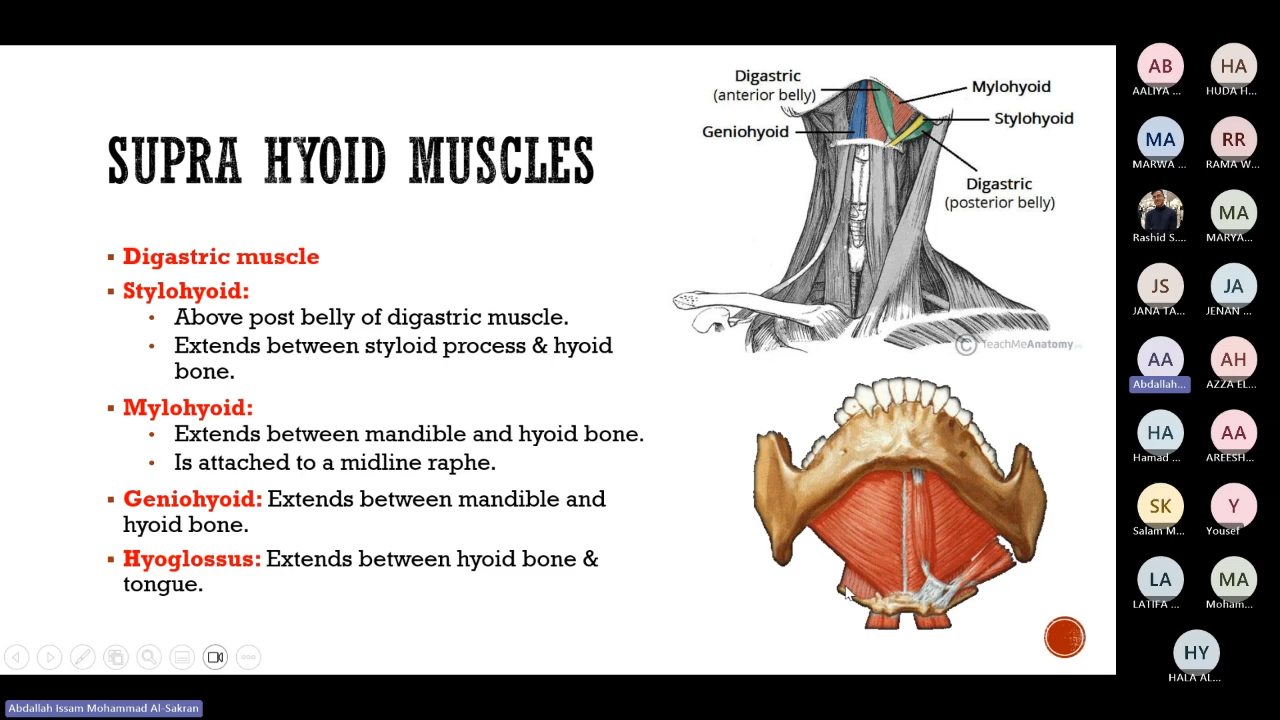 SUPRA HYOID MUSCLES
Digastric muscle
Stylohyoid:
Above post belly of digastric muscle.
Extends between styloid process & hyoid
bone.
Mylohyoid:
Extends between mandible and hyoid bone.
Is attached to a midline raphe.
Geniohyoid: Extends between mandible and
hyoid bone.
Hyoglossus: Extends between hyoid bone &
tongue.
Digastric
(anterior belly)
Mylohyoid
Stylohyoid
Geniohyoid
Digastric
(posterior belly)
© TeachMeAnatomy
AB
AALIYA ...
HA
HUDA H...
MA
MARWA ...
RR
RAMA W...
Rashid S....
MA
MARYA...
JS
JANA TA...
JA
JENAN ...
AA
Abdallah...
AH
AZZA EL...
HA
Hamad ...
AA
AREESH...
SK
Salam M...
Y
Yousef
LA
LATIFA ...
MA
Moham...
HY
HALA AL...
Abdallah Issam Mohammad Al-Sakran